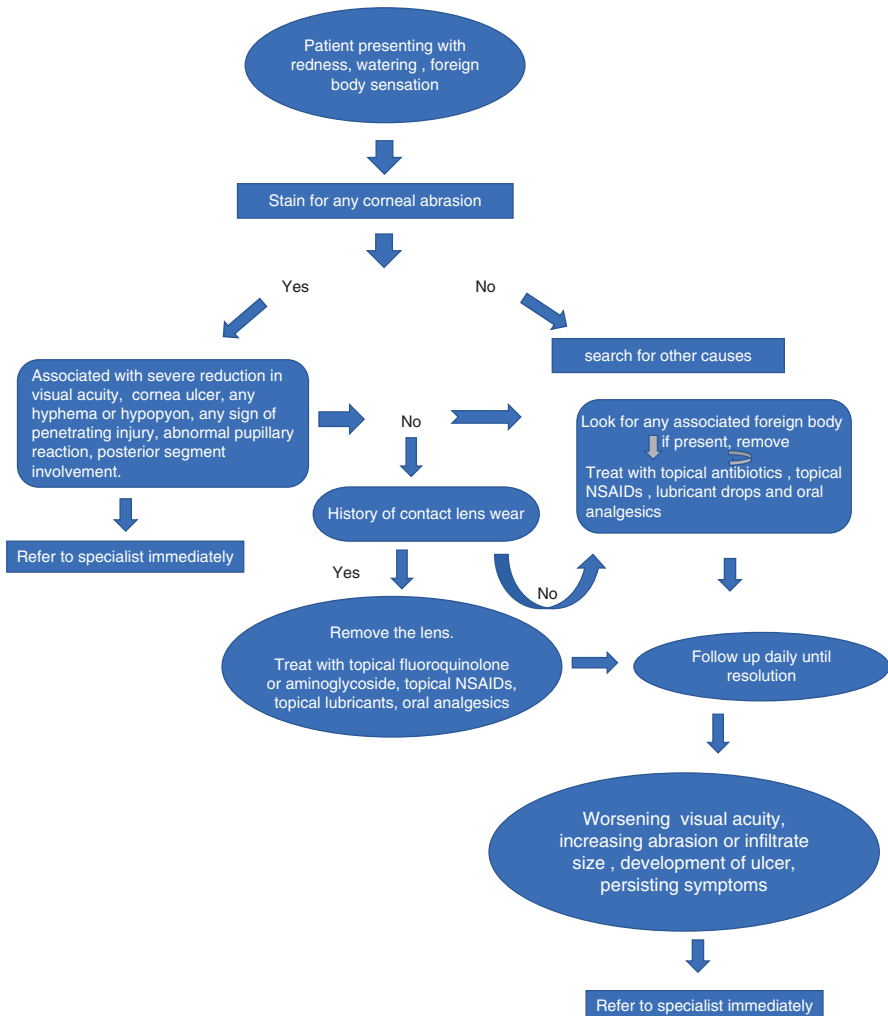 Patient presenting with
redness, watering , foreign
body sensation
Stain for any corneal abrasion
Yes
No
search for other causes
Associated with severe reduction in
visual acuity, cornea ulcer, any
hyphema or hypopyon, any sign of
penetrating injury, abnormal pupillary
reaction, posterior segment
involvement.
No
Look for any associated foreign body
if present, remove
Treat with topical antibiotics , topical
NSAIDs , lubricant drops and oral
analgesics
History of contact lens wear
Refer to specialist immediately
Yes
No
Remove the lens.
Treat with topical fluoroquinolone
or aminoglycoside, topical NSAIDs,
topical lubricants, oral analgesics
Follow up daily until
resolution
Worsening visual acuity,
increasing abrasion or infiltrate
size , development of ulcer,
persisting symptoms
Refer to specialist immediately